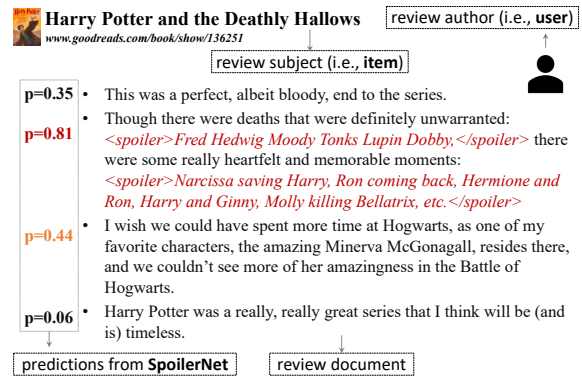 Harry Potter and the Deathly Hallows
www.goodreads.com/book/show/136251
review author (i.e., user)
review subject (i.e., item)
p=0.35 • This was a perfect, albeit bloody, end to the series.
p=0.81 • Though there were deaths that were definitely unwarranted:
<spoiler>Fred Hedwig Moody Tonks Lupin Dobby,</spoiler> there
were some really heartfelt and memorable moments:
<spoiler>Narcissa saving Harry, Ron coming back, Hermione and
Ron, Harry and Ginny, Molly killing Bellatrix, etc.</spoiler>
p=0.44 • I wish we could have spent more time at Hogwarts, as one of my
favorite characters, the amazing Minerva McGonagall, resides there,
and we couldn't see more of her amazingness in the Battle of
Hogwarts.
p=0.06 • Harry Potter was a really, really great series that I think will be (and
is) timeless.
predictions from SpoilerNet
review document